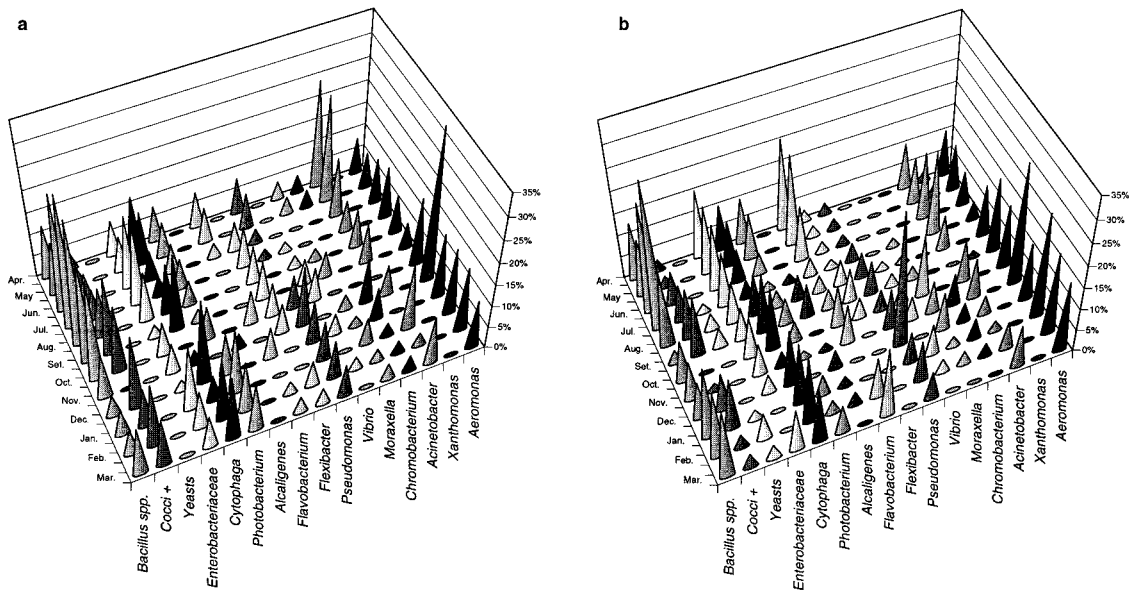 a
35%
30%
25%
20%
15%
10%
5%
0%
Apr.
May
Jun.
Jul.
Aug.
Set.
Oct.
Nov.
Dec.
Jan.
Feb.
Mar.
Bacillus spp.
Cocci +
Yeasts
Enterobacteriaceae
Cytophaga
Photobacterium
Alcaligenes
Flavobacterium
Flexibacter
Pseudomonas
Vibrio
Moraxella
Chromobacterium
Acinetobacter
Xanthomonas
Aeromonas
b
35%
30%
25%
20%
15%
10%
5%
0%
Apr.
May
Jun.
Jul.
Aug.
Set.
Oct.
Nov.
Dec.
Jan.
Feb.
Mar.
Bacillus spp.
Cocci +
Yeasts
Enterobacteriaceae
Cytophaga
Photobacterium
Alcaligenes
Flavobacterium
Flexibacter
Pseudomonas
Vibrio
Moraxella
Chromobacterium
Acinetobacter
Xanthomonas
Aeromonas